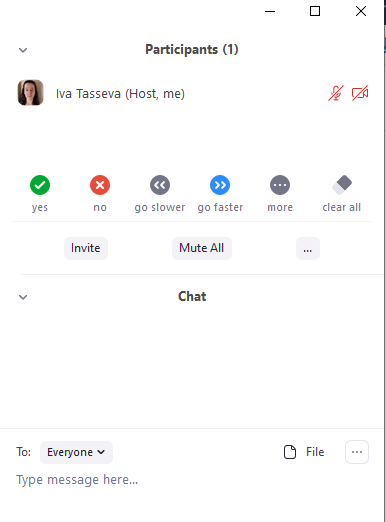 Participants (1)
Iva Tasseva (Host, me)
yes no go slower go faster more clear all
Invite Mute All ...
Chat
To: Everyone File
Type message here...